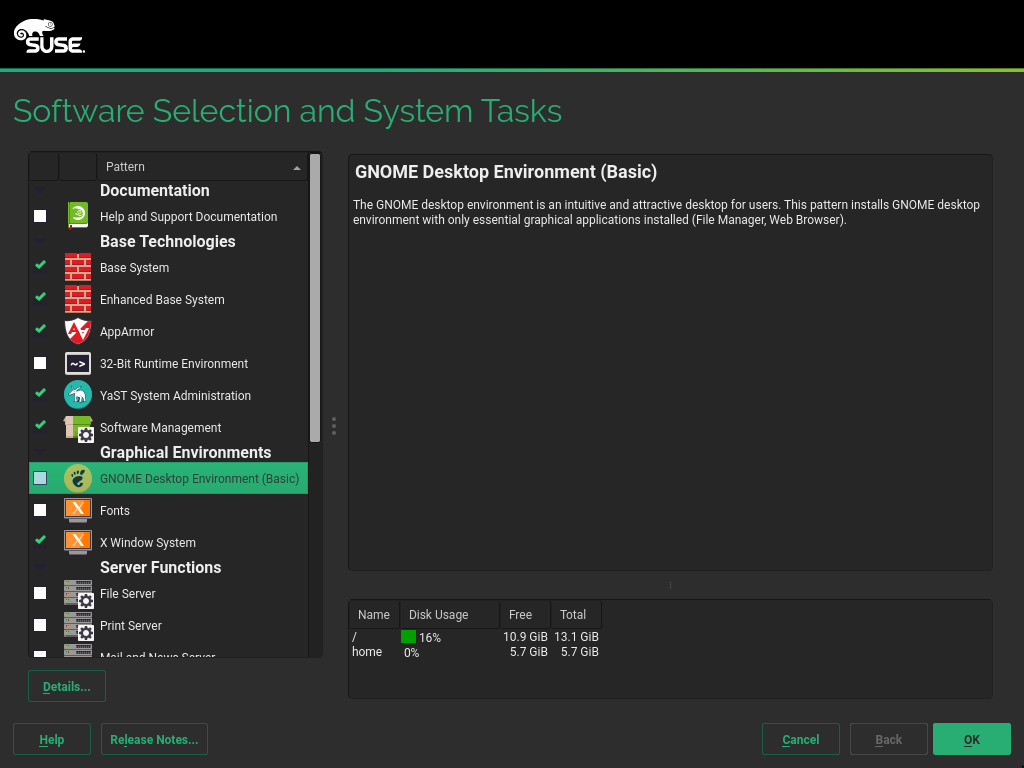 SUSE.
Software Selection and System Tasks
Pattern
Documentation
Help and Support Documentation
Base Technologies
Base System
Enhanced Base System
AppArmor
~> 32-Bit Runtime Environment
YaST System Administration
Software Management
Graphical Environments
GNOME Desktop Environment (Basic)
X Fonts
X X Window System
Server Functions
File Server
Print Server
Mail and News Server
Details...
GNOME Desktop Environment (Basic)
The GNOME desktop environment is an intuitive and attractive desktop for users. This pattern installs GNOME desktop
environment with only essential graphical applications installed (File Manager, Web Browser).
Name Disk Usage Free Total
/ 16% 10.9 GiB 13.1 GiB
home 0% 5.7 GiB 5.7 GiB
Help Release Notes... Cancel Back OK